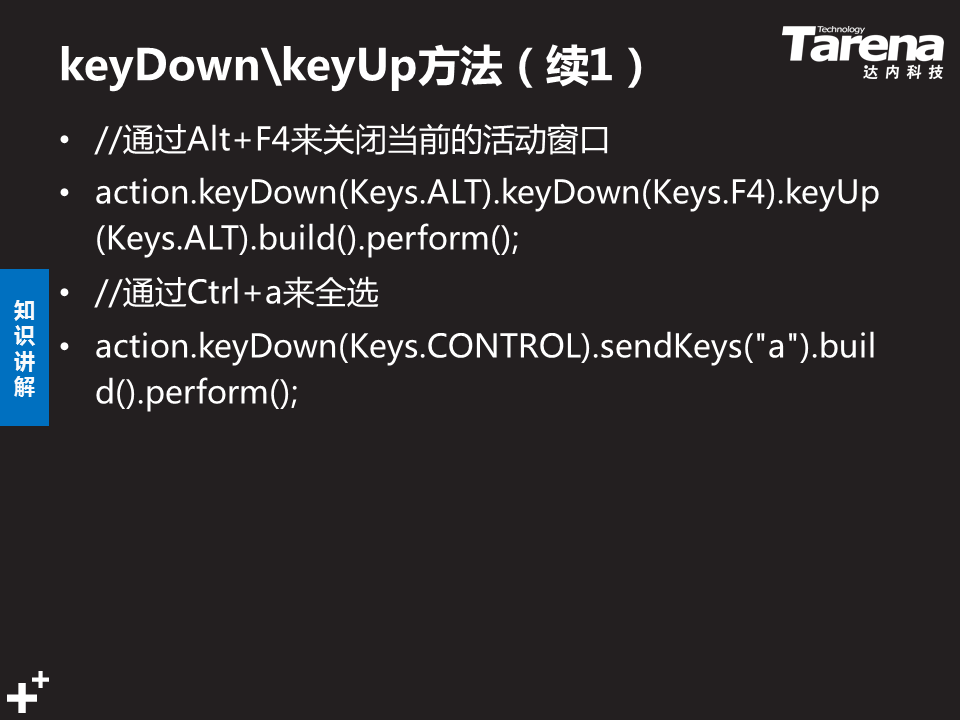 keyDown\keyUp方法（续1）
Technology
Tarena
达内科技
• //通过Alt+F4来关闭当前的活动窗口
• action.keyDown(Keys.ALT).keyDown(Keys.F4).keyUp
(Keys.ALT).build().perform();
• //通过Ctrl+a来全选
• action.keyDown(Keys.CONTROL).sendKeys("a").buil
d().perform();
知
识
讲
解